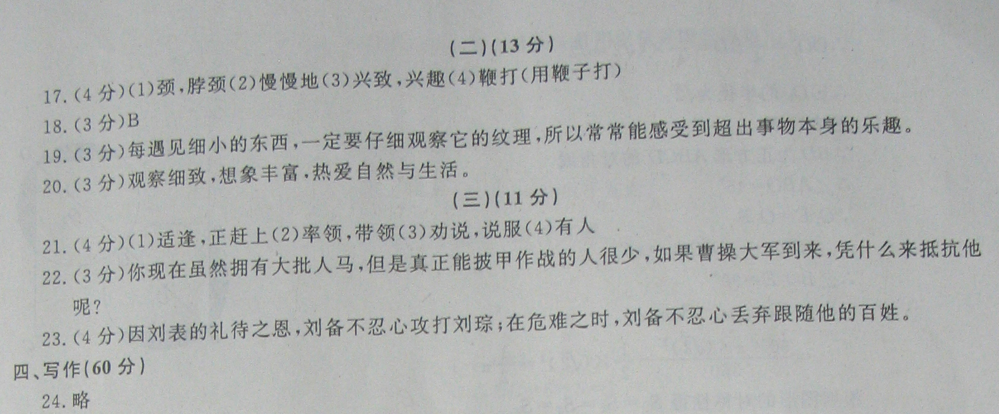 (二)(13 分)
17.(4 分)(1)颈,脖颈(2)慢慢地(3)兴致,兴趣(4)鞭打(用鞭子打)
18.(3 分)B
19.(3 分)每遇见细小的东西,一定要仔细观察它的纹理,所以常常能感受到超出事物本身的乐趣。
20.(3 分)观察细致,想象丰富,热爱自然与生活。
(三)(11 分)
21.(4 分)(1)适逢,正赶上(2)率领,带领(3)劝说,说服(4)有人
22.(3 分)你现在虽然拥有大批人马,但是真正能披甲作战的人很少,如果曹操大军到来,凭什么来抵抗他
呢?
23.(4 分)因刘表的礼待之恩,刘备不忍心攻打刘琮;在危难之时,刘备不忍心丢弃跟随他的百姓。
四、写作(60 分)
24. 略